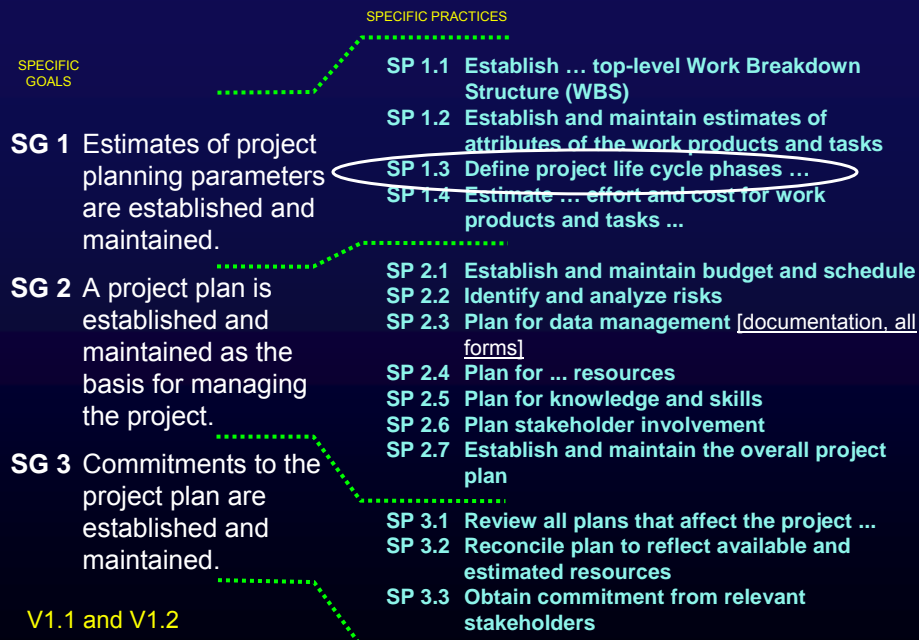 SPECIFIC PRACTICES
SPECIFIC
GOALS
SG 1 Estimates of project
planning parameters
are established and
maintained.
SP 1.1 Establish … top-level Work Breakdown
Structure (WBS)
SP 1.2 Establish and maintain estimates of
attributes of the work products and tasks
SP 1.3 Define project life cycle phases …
SP 1.4 Estimate … effort and cost for work
products and tasks ...
SG 2 A project plan is
established and
maintained as the
basis for managing
the project.
SP 2.1 Establish and maintain budget and schedule
SP 2.2 Identify and analyze risks
SP 2.3 Plan for data management [documentation, all
forms]
SP 2.4 Plan for ... resources
SP 2.5 Plan for knowledge and skills
SP 2.6 Plan stakeholder involvement
SP 2.7 Establish and maintain the overall project
plan
SG 3 Commitments to the
project plan are
established and
maintained.
SP 3.1 Review all plans that affect the project ...
SP 3.2 Reconcile plan to reflect available and
estimated resources
SP 3.3 Obtain commitment from relevant
stakeholders
V1.1 and V1.2